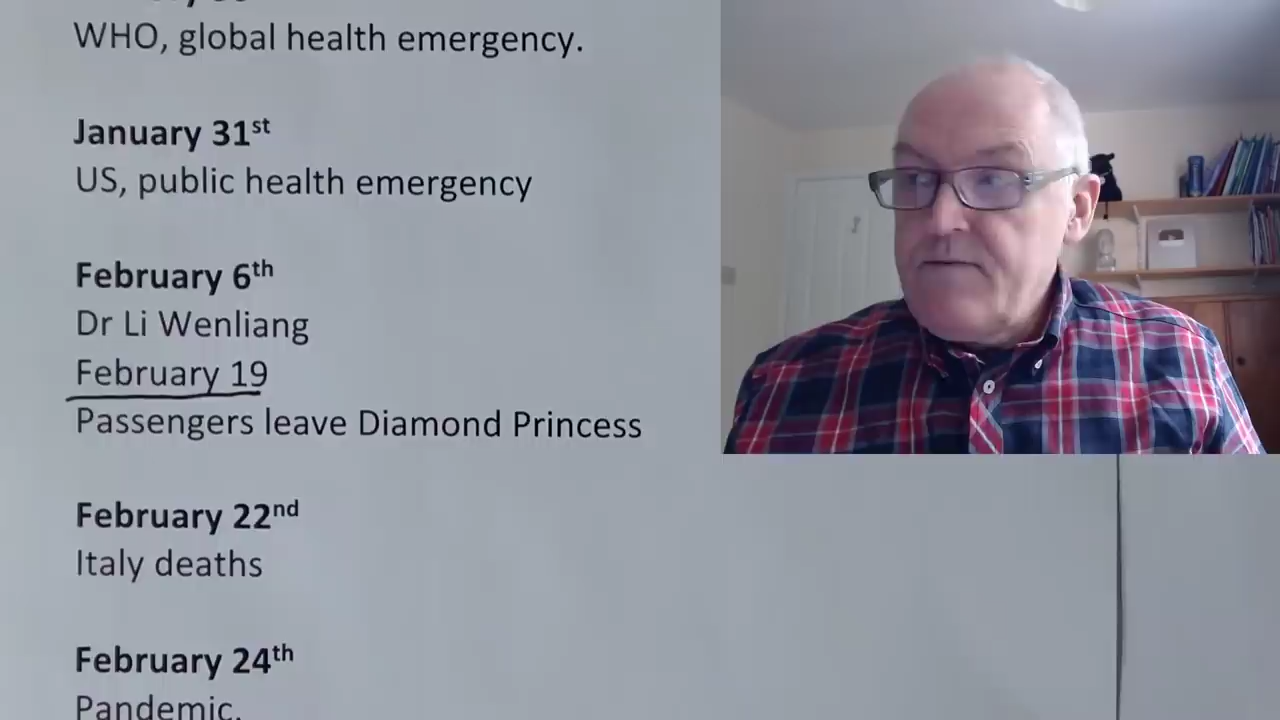 WHO, global health emergency.
January 31st
US, public health emergency
February 6th
Dr Li Wenliang
February 19
Passengers leave Diamond Princess
February 22nd
Italy deaths
February 24th
Pandemic.